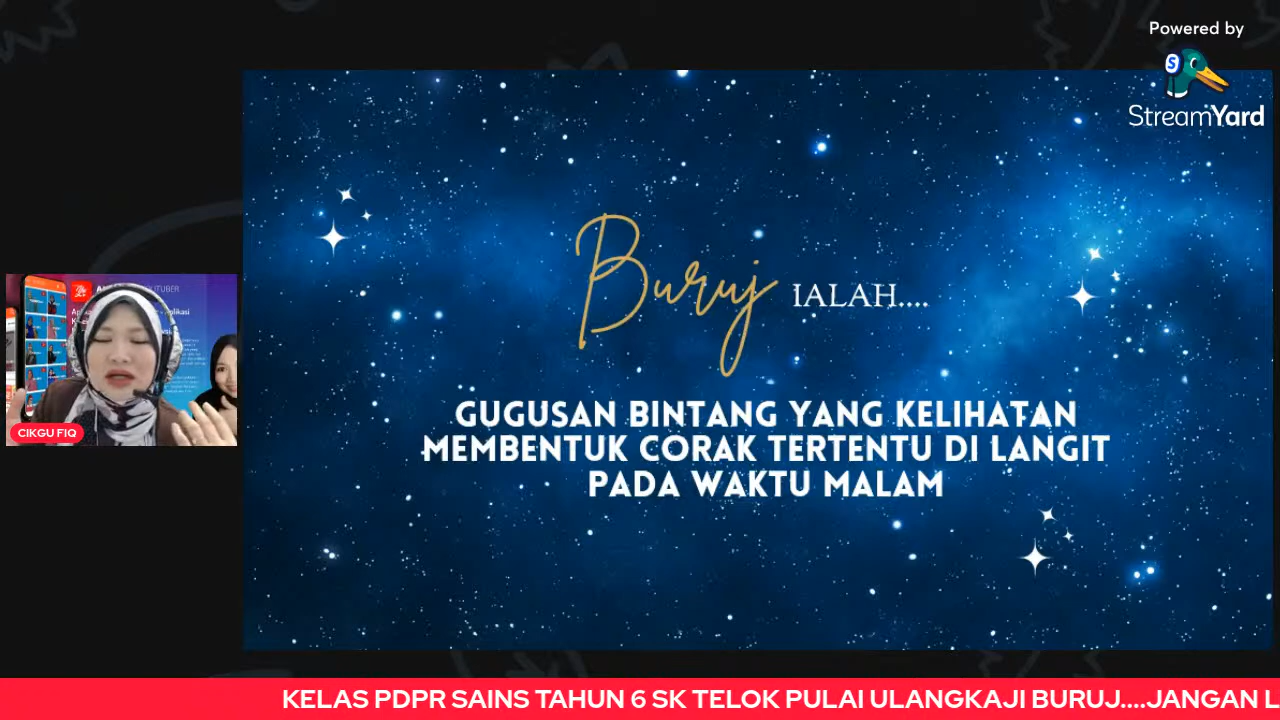 Powered by
StreamYard
Buruj IALAH....
GUGUSAN BINTANG YANG KELIHATAN
MEMBENTUK CORAK TERTENTU DI LANGIT
PADA WAKTU MALAM
CIKGU FIQ
KELAS PDPR SAINS TAHUN 6 SK TELOK PULAI ULANGKAJI BURUJ....JANGAN L